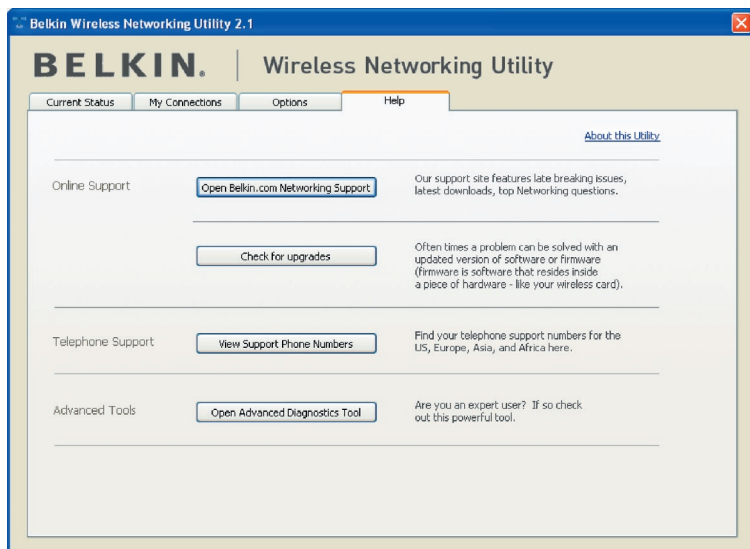 Belkin Wireless Networking Utility 2.1
BELKIN. Wireless Networking Utility
Current Status My Connections Options Help
About this Utility
Online Support
Open Belkin.com Networking Support
Our support site features late breaking issues,
latest downloads, top Networking questions.
Check for upgrades
Often times a problem can be solved with an
updated version of software or firmware
(firmware is software that resides inside
a piece of hardware - like your wireless card).
Telephone Support
View Support Phone Numbers
Find your telephone support numbers for the
US, Europe, Asia, and Africa here.
Advanced Tools
Open Advanced Diagnostics Tool
Are you an expert user? If so check
out this powerful tool.